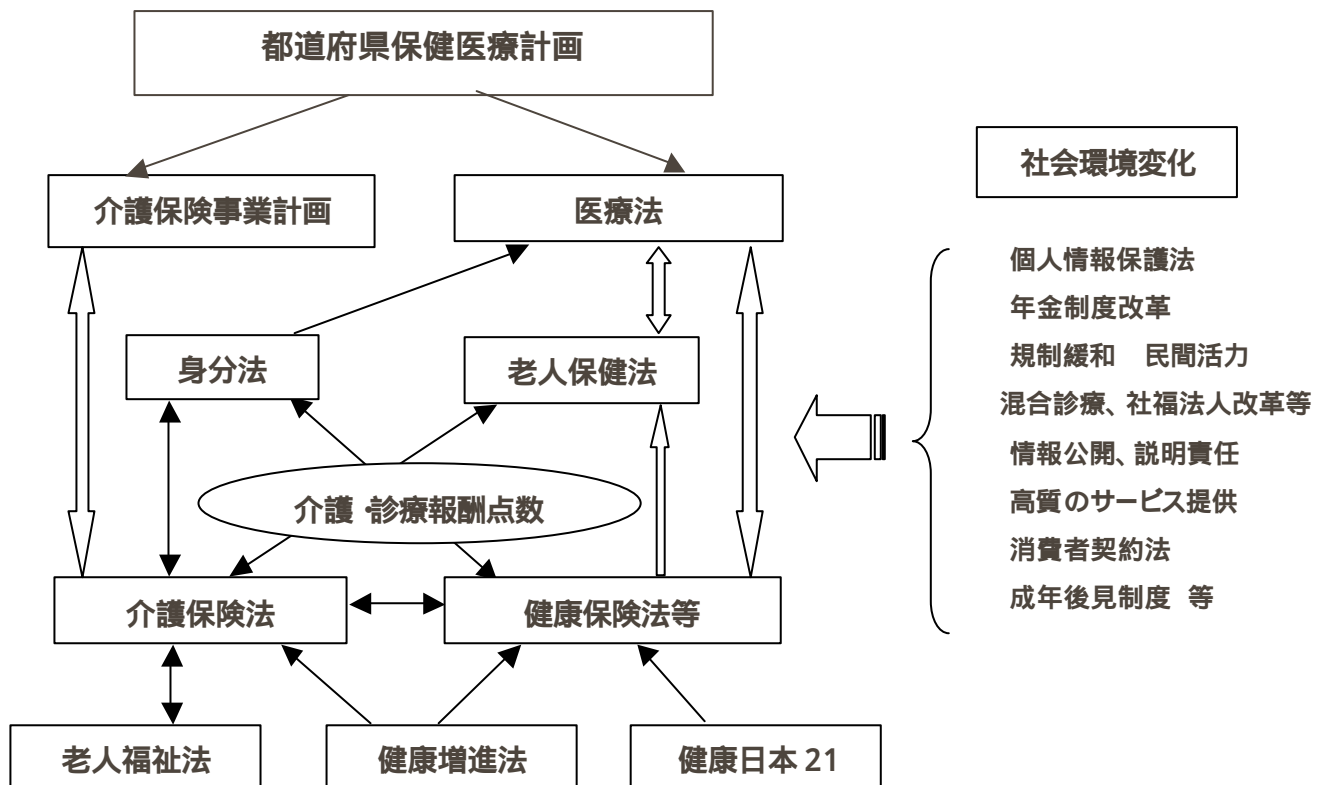 都道府県保健医療計画
社会環境変化
介護保険事業計画
医療法
個人情報保護法
年金制度改革
規制緩和　民間活力
身分法
老人保健法
混合診療、社福法人改革等
情報公開、説明責任
高質のサービス提供
介護・診療報酬点数
消費者契約法
成年後見制度 等
介護保険法
健康保険法等
老人福祉法
健康増進法
健康日本 21